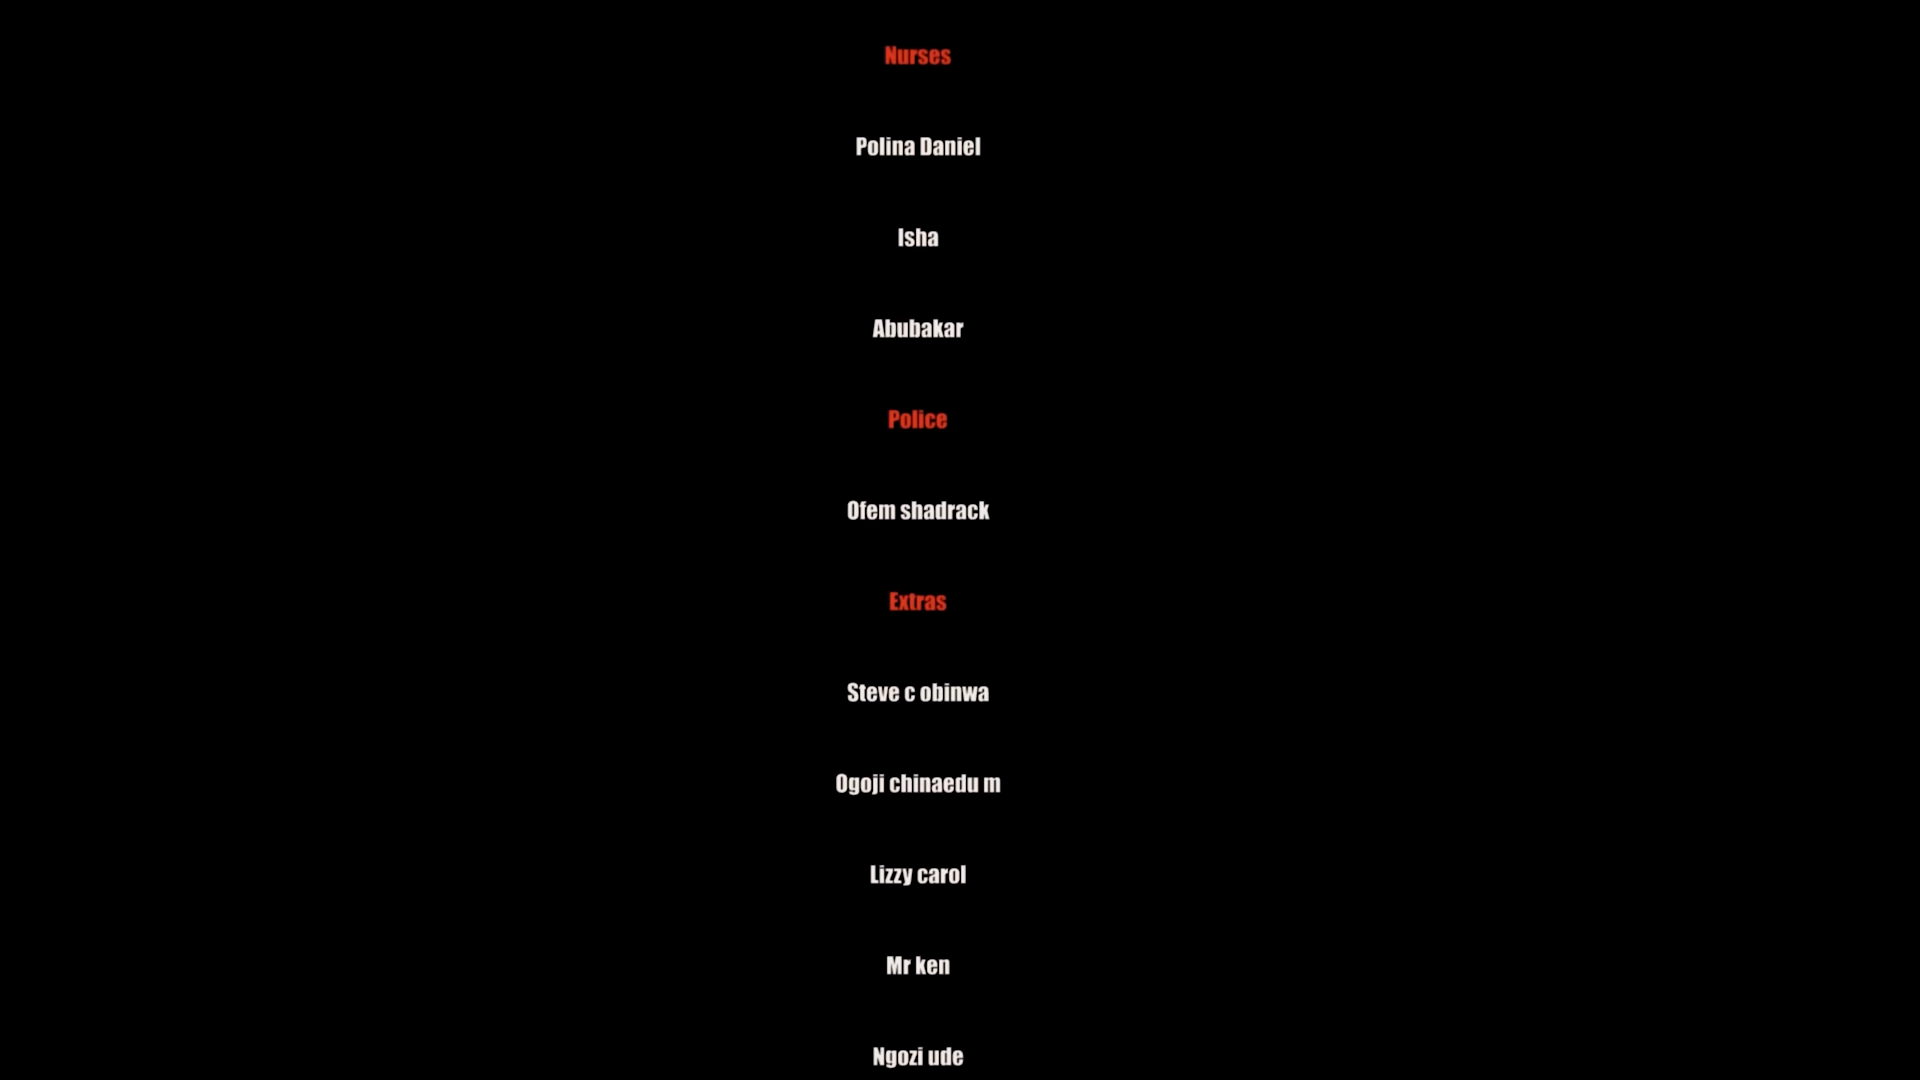 Nurses
Polina Daniel
Isha
Abubakar
Police
Ofem shadrack
Extras
Steve c obinwa
Ogoji chinaedu m
Lizzy carol
Mr ken
Ngozi ude